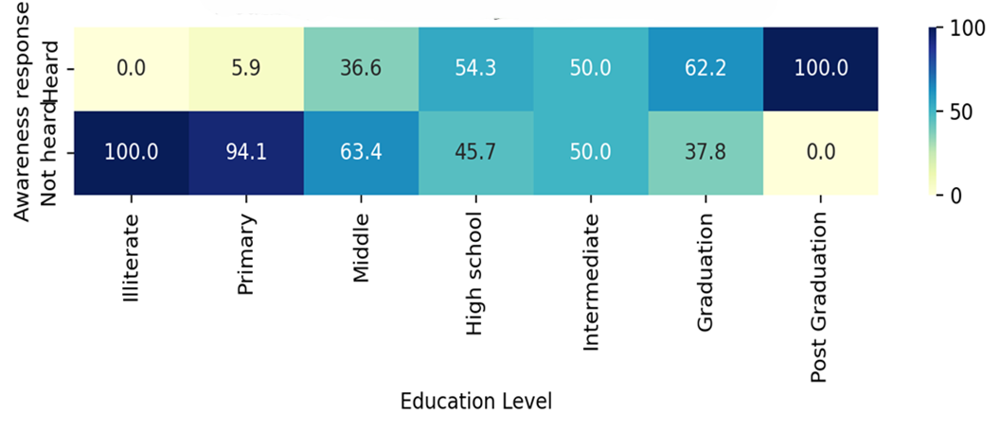 Awareness response
Heard
0.0 5.9 36.6 54.3 50.0 62.2 100.0
Not heard
100.0 94.1 63.4 45.7 50.0 37.8 0.0
Illiterate
Primary
Middle
High school
Intermediate
Graduation
Post Graduation
Education Level
100
50
0